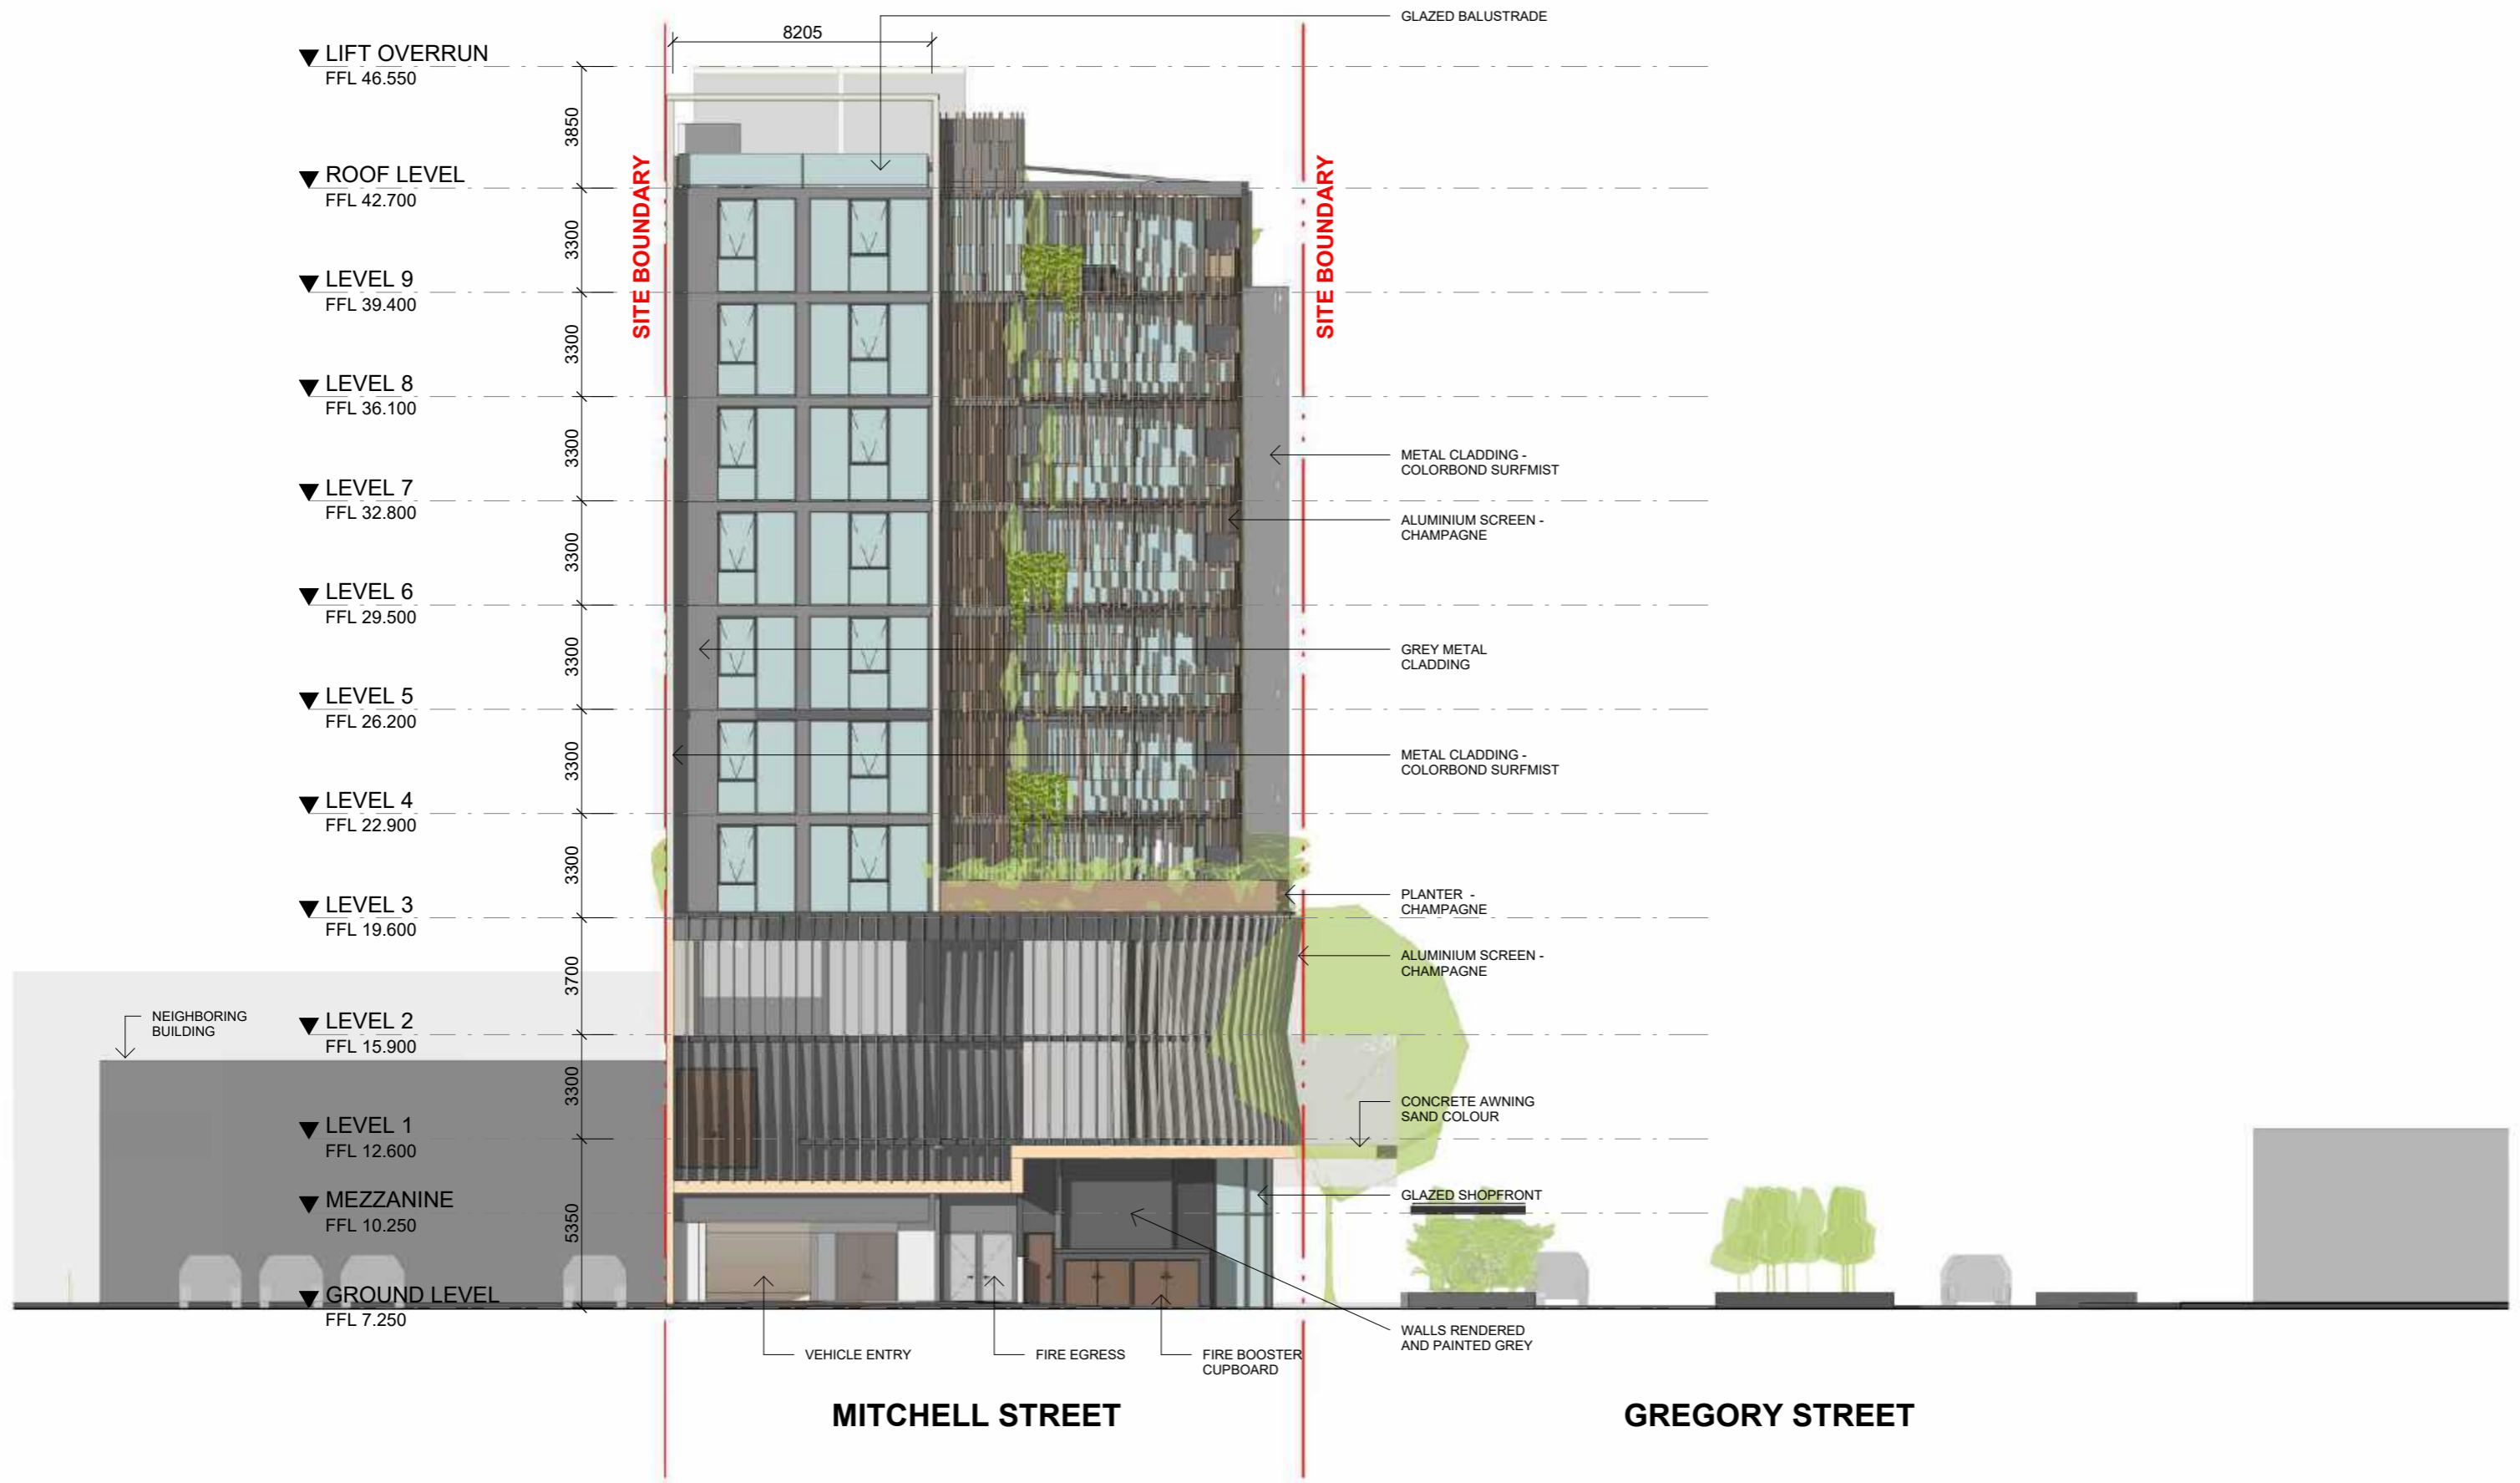 GLAZED BALUSTRADE
8205
LIFT OVERRUN
FFL 46.550
3850
ROOF LEVEL
FFL 42.700
3300
SITE BOUNDARY
SITE BOUNDARY
LEVEL 9
FFL 39.400
3300
LEVEL 8
FFL 36.100
3300
METAL CLADDING -
COLORBOND SURFMIST
LEVEL 7
FFL 32.800
ALUMINIUM SCREEN -
CHAMPAGNE
3300
LEVEL 6
FFL 29.500
3300
GREY METAL
CLADDING
LEVEL 5
FFL 26.200
3300
METAL CLADDING -
COLORBOND SURFMIST
LEVEL 4
FFL 22.900
3300
PLANTER -
CHAMPAGNE
LEVEL 3
FFL 19.600
ALUMINIUM SCREEN -
CHAMPAGNE
3700
NEIGHBORING
BUILDING
LEVEL 2
FFL 15.900
3300
CONCRETE AWNING
SAND COLOUR
LEVEL 1
FFL 12.600
GLAZED SHOPFRONT
MEZZANINE
FFL 10.250
5350
GROUND LEVEL
FFL 7.250
WALLS RENDERED
AND PAINTED GREY
VEHICLE ENTRY
FIRE EGRESS
FIRE BOOSTER
CUPBOARD
MITCHELL STREET
GREGORY STREET